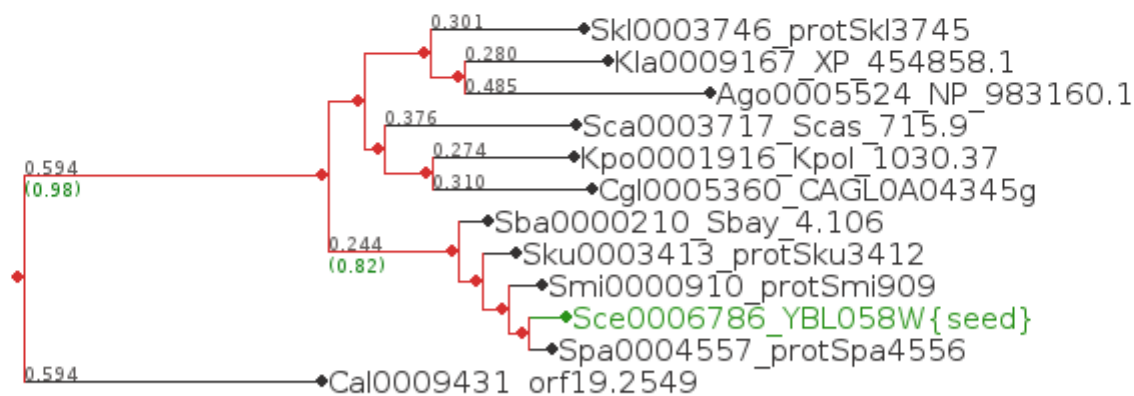 0.301
Skl0003746_protSkl3745
0.280
Kla0009167_XP_454858.1
0.485
Ago0005524_NP_983160.1
0.376
Sca0003717_Scas_715.9
0.274
Kpo0001916_Kpol_1030.37
0.594
(0.98)
0.310
Cgl0005360_CAGL0A04345g
Sba0000210_Sbay_4.106
0.244
(0.82)
Sku0003413_protSku3412
Smi0000910_protSmi909
Sce0006786_YBL058W{seed}
Spa0004557_protSpa4556
0.594
Cal0009431_orf19.2549